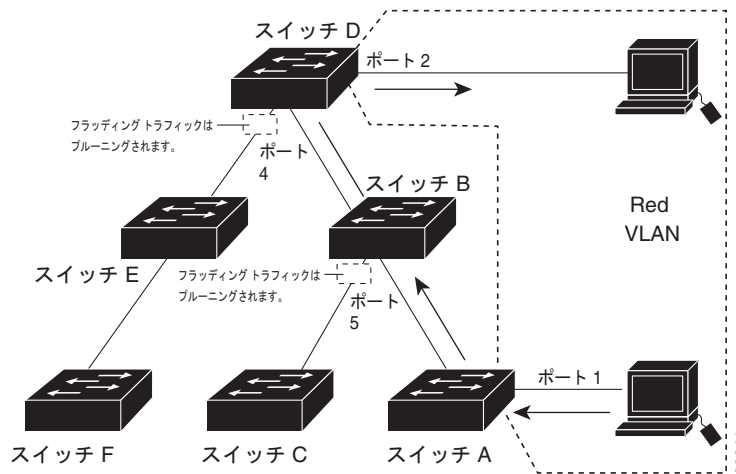 スイッチ D
ポート 2
フラッディング トラフィックは
プルーニングされます。
ポート
4
スイッチ B
Red
VLAN
スイッチ E
フラッディング トラフィックは
プルーニングされます。
ポート
5
ポート 1
スイッチ F
スイッチ C
スイッチ A